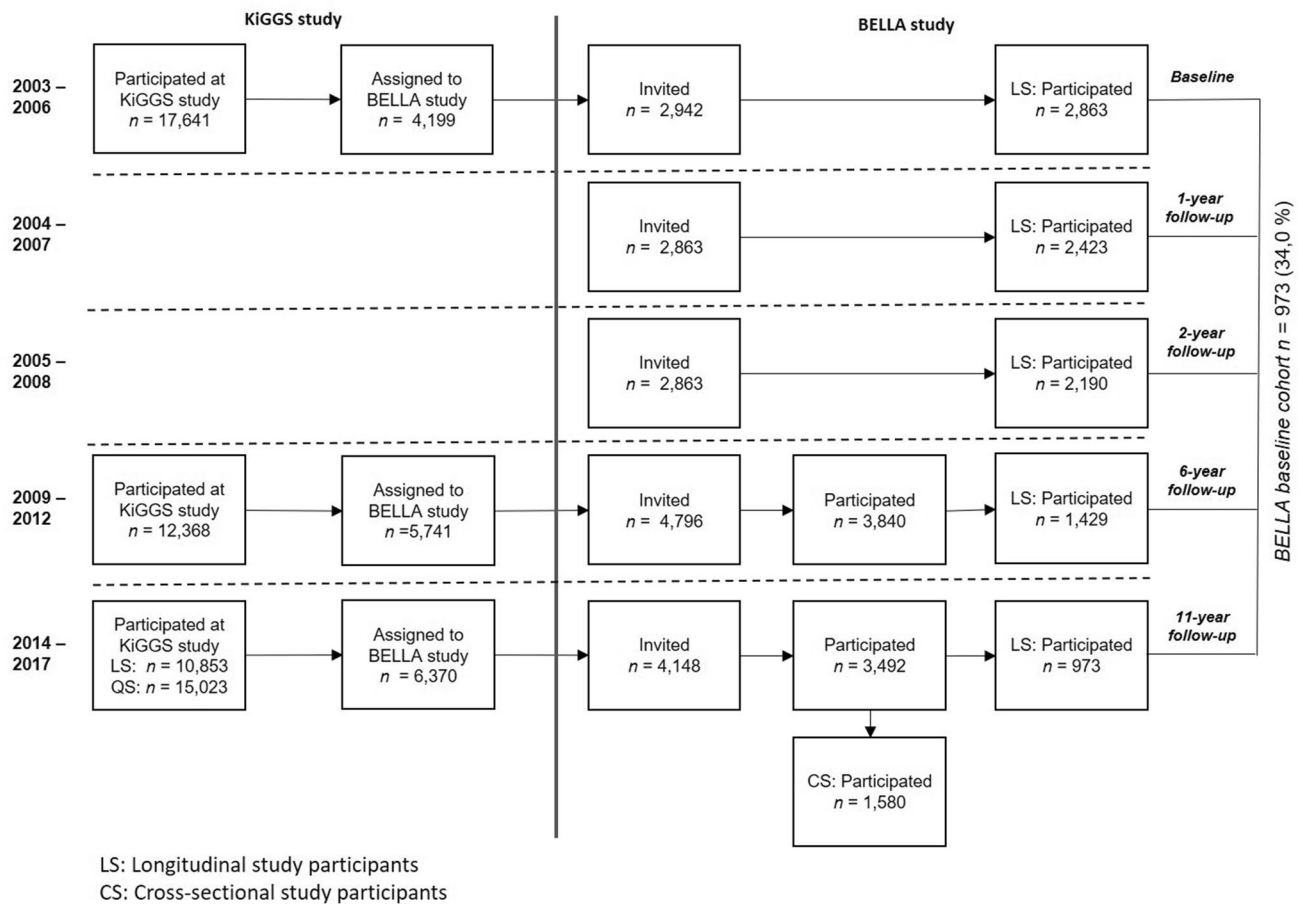 KiGGS study
BELLA study
2003 –
2006
Participated at
KiGGS study
n = 17,641
Assigned to
BELLA study
n = 4,199
Invited
n = 2,942
LS: Participated
n = 2,863
Baseline
2004 –
2007
Invited
n = 2,863
LS: Participated
n = 2,423
1-year
follow-up
2005 –
2008
Invited
n = 2,863
LS: Participated
n = 2,190
2-year
follow-up
2009 –
2012
Participated at
KiGGS study
n = 12,368
Assigned to
BELLA study
n =5,741
Invited
n = 4,796
Participated
n = 3,840
LS: Participated
n = 1,429
6-year
follow-up
2014 –
2017
Participated at
KiGGS study
LS: n = 10,853
QS: n = 15,023
Assigned to
BELLA study
n = 6,370
Invited
n = 4,148
Participated
n = 3,492
LS: Participated
n = 973
11-year
follow-up
CS: Participated
n = 1,580
BELLA baseline cohort n = 973 (34,0 %)
LS: Longitudinal study participants
CS: Cross-sectional study participants